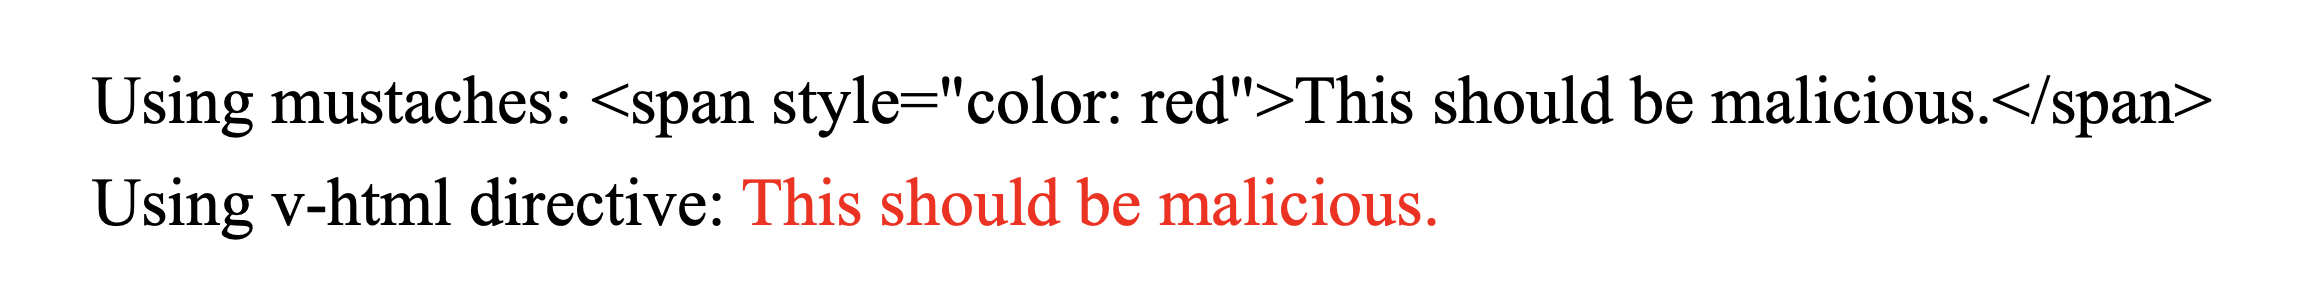 Using mustaches: <span style="color: red">This should be malicious.</span>
Using v-html directive: This should be malicious.